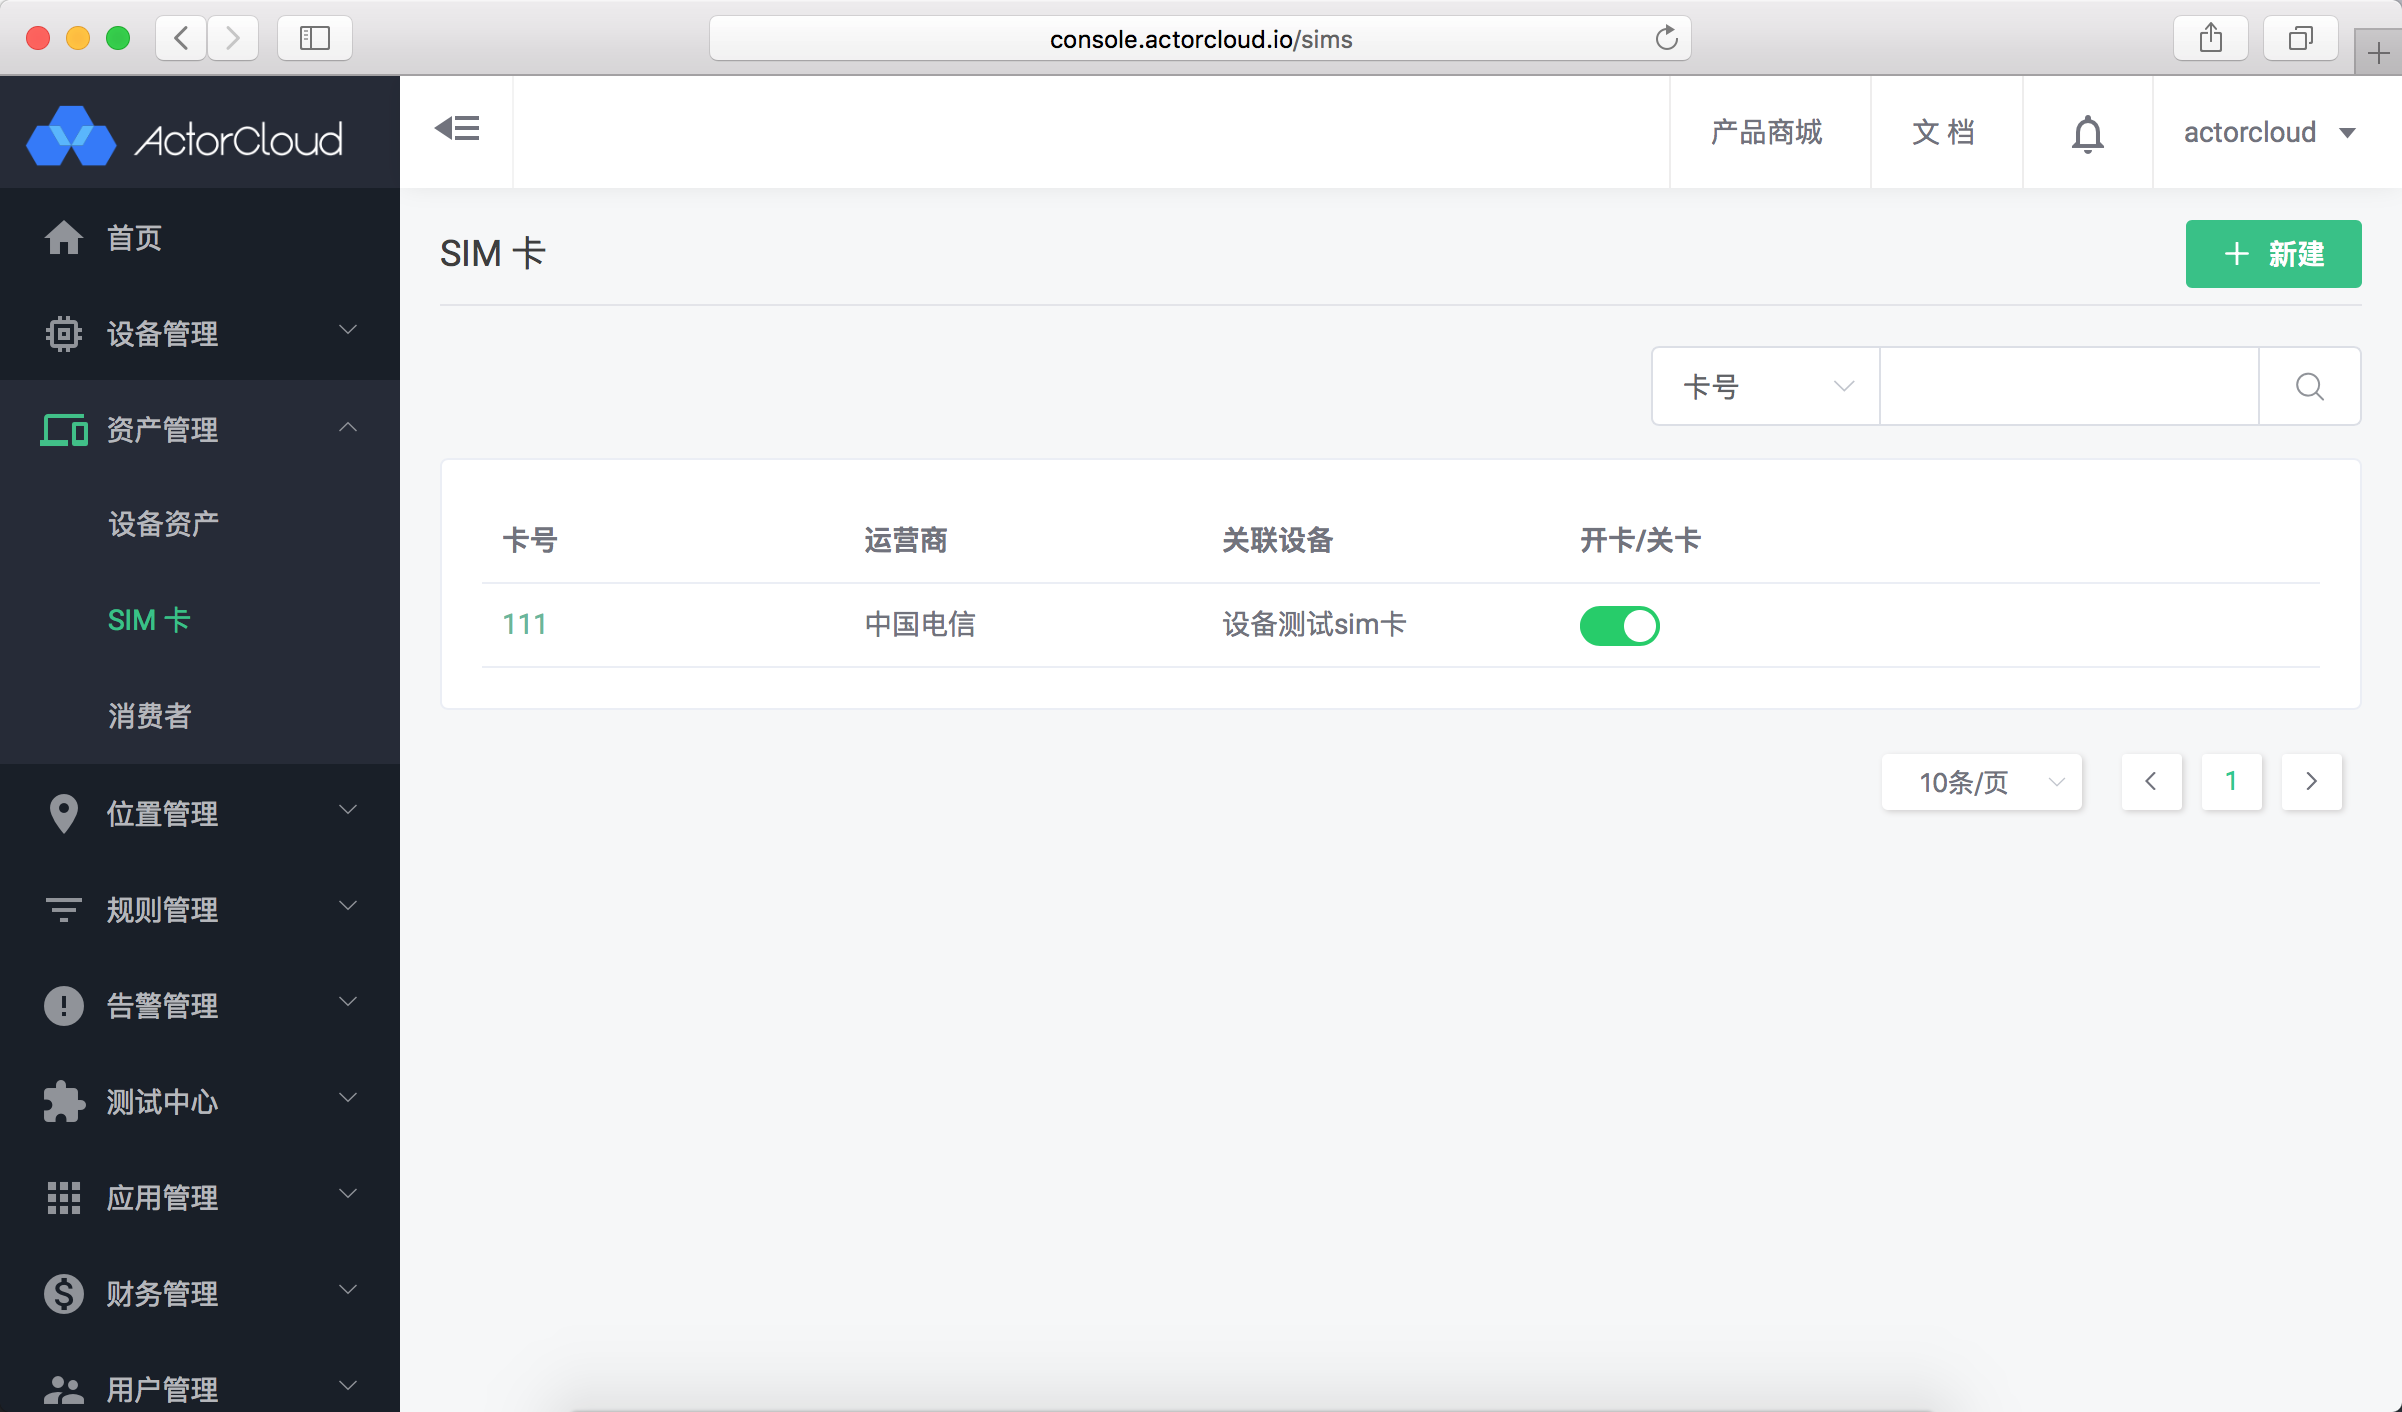 console.actorcloud.io/sims
ActorCloud
产品商城
文 档
actorcloud
首页
设备管理
资产管理
设备资产
SIM 卡
消费者
位置管理
规则管理
告警管理
测试中心
应用管理
财务管理
用户管理
SIM 卡
新建
卡号
卡号 运营商 关联设备 开卡/关卡
111 中国电信 设备测试sim卡
10条/页
1